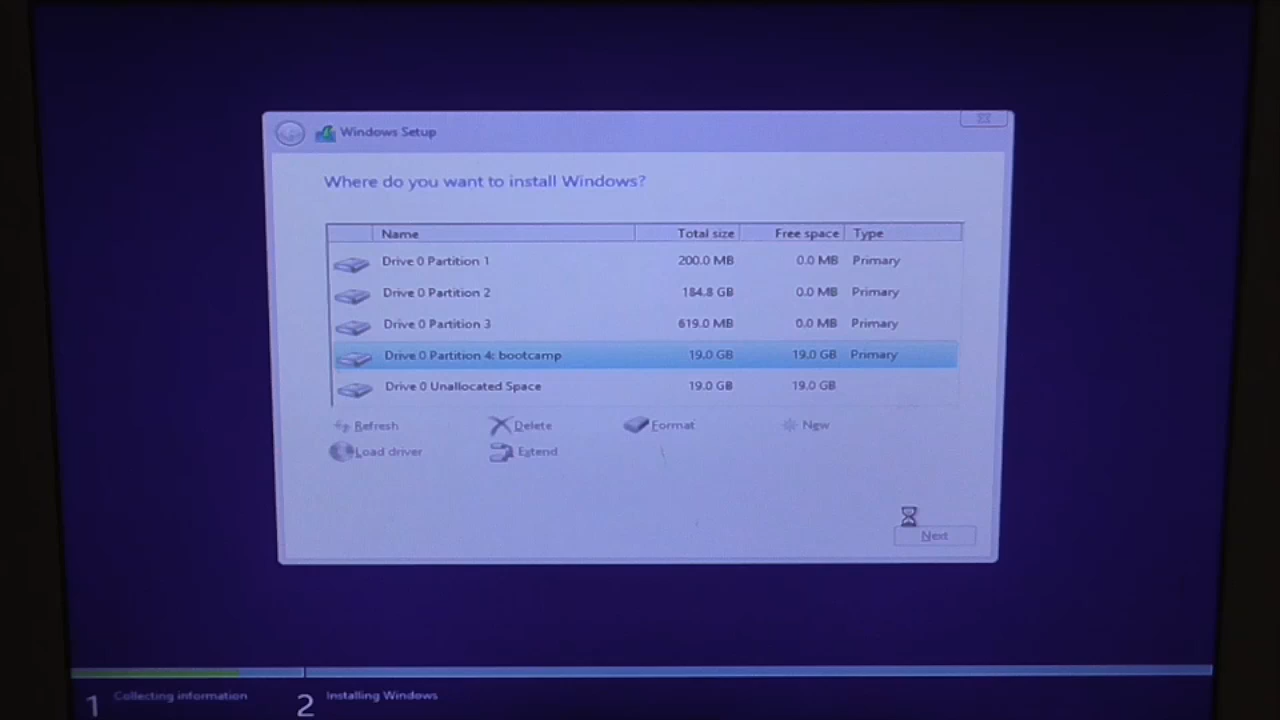 Windows Setup
Where do you want to install Windows?
Name Total size Free space Type
Drive 0 Partition 1 200.0 MB 0.0 MB Primary
Drive 0 Partition 2 184.8 GB 0.0 MB Primary
Drive 0 Partition 3 619.0 MB 0.0 MB Primary
Drive 0 Partition 4: bootcamp 19.0 GB 19.0 GB Primary
Drive 0 Unallocated Space 19.0 GB 19.0 GB
Refresh Delete Format New
Load driver Extend
Next
1 Collecting information 2 Installing Windows